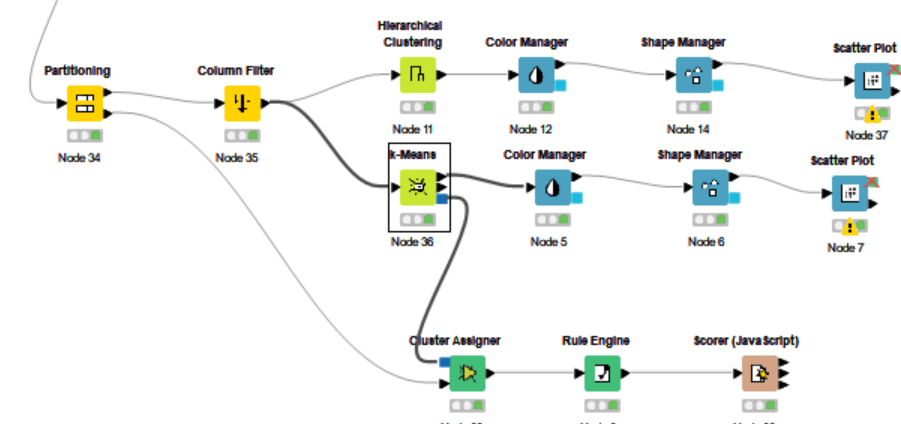 Hierarchical
Clustering
Color Manager
Shape Manager
Scatter Plot
Partitioning
Column Filter
Node 11
Node 12
Node 14
Node 37
Node 34
Node 35
k-Means
Color Manager
Shape Manager
Scatter Plot
Node 36
Node 5
Node 6
Node 7
Cluster Assigner
Rule Engine
Scorer (JavaScript)